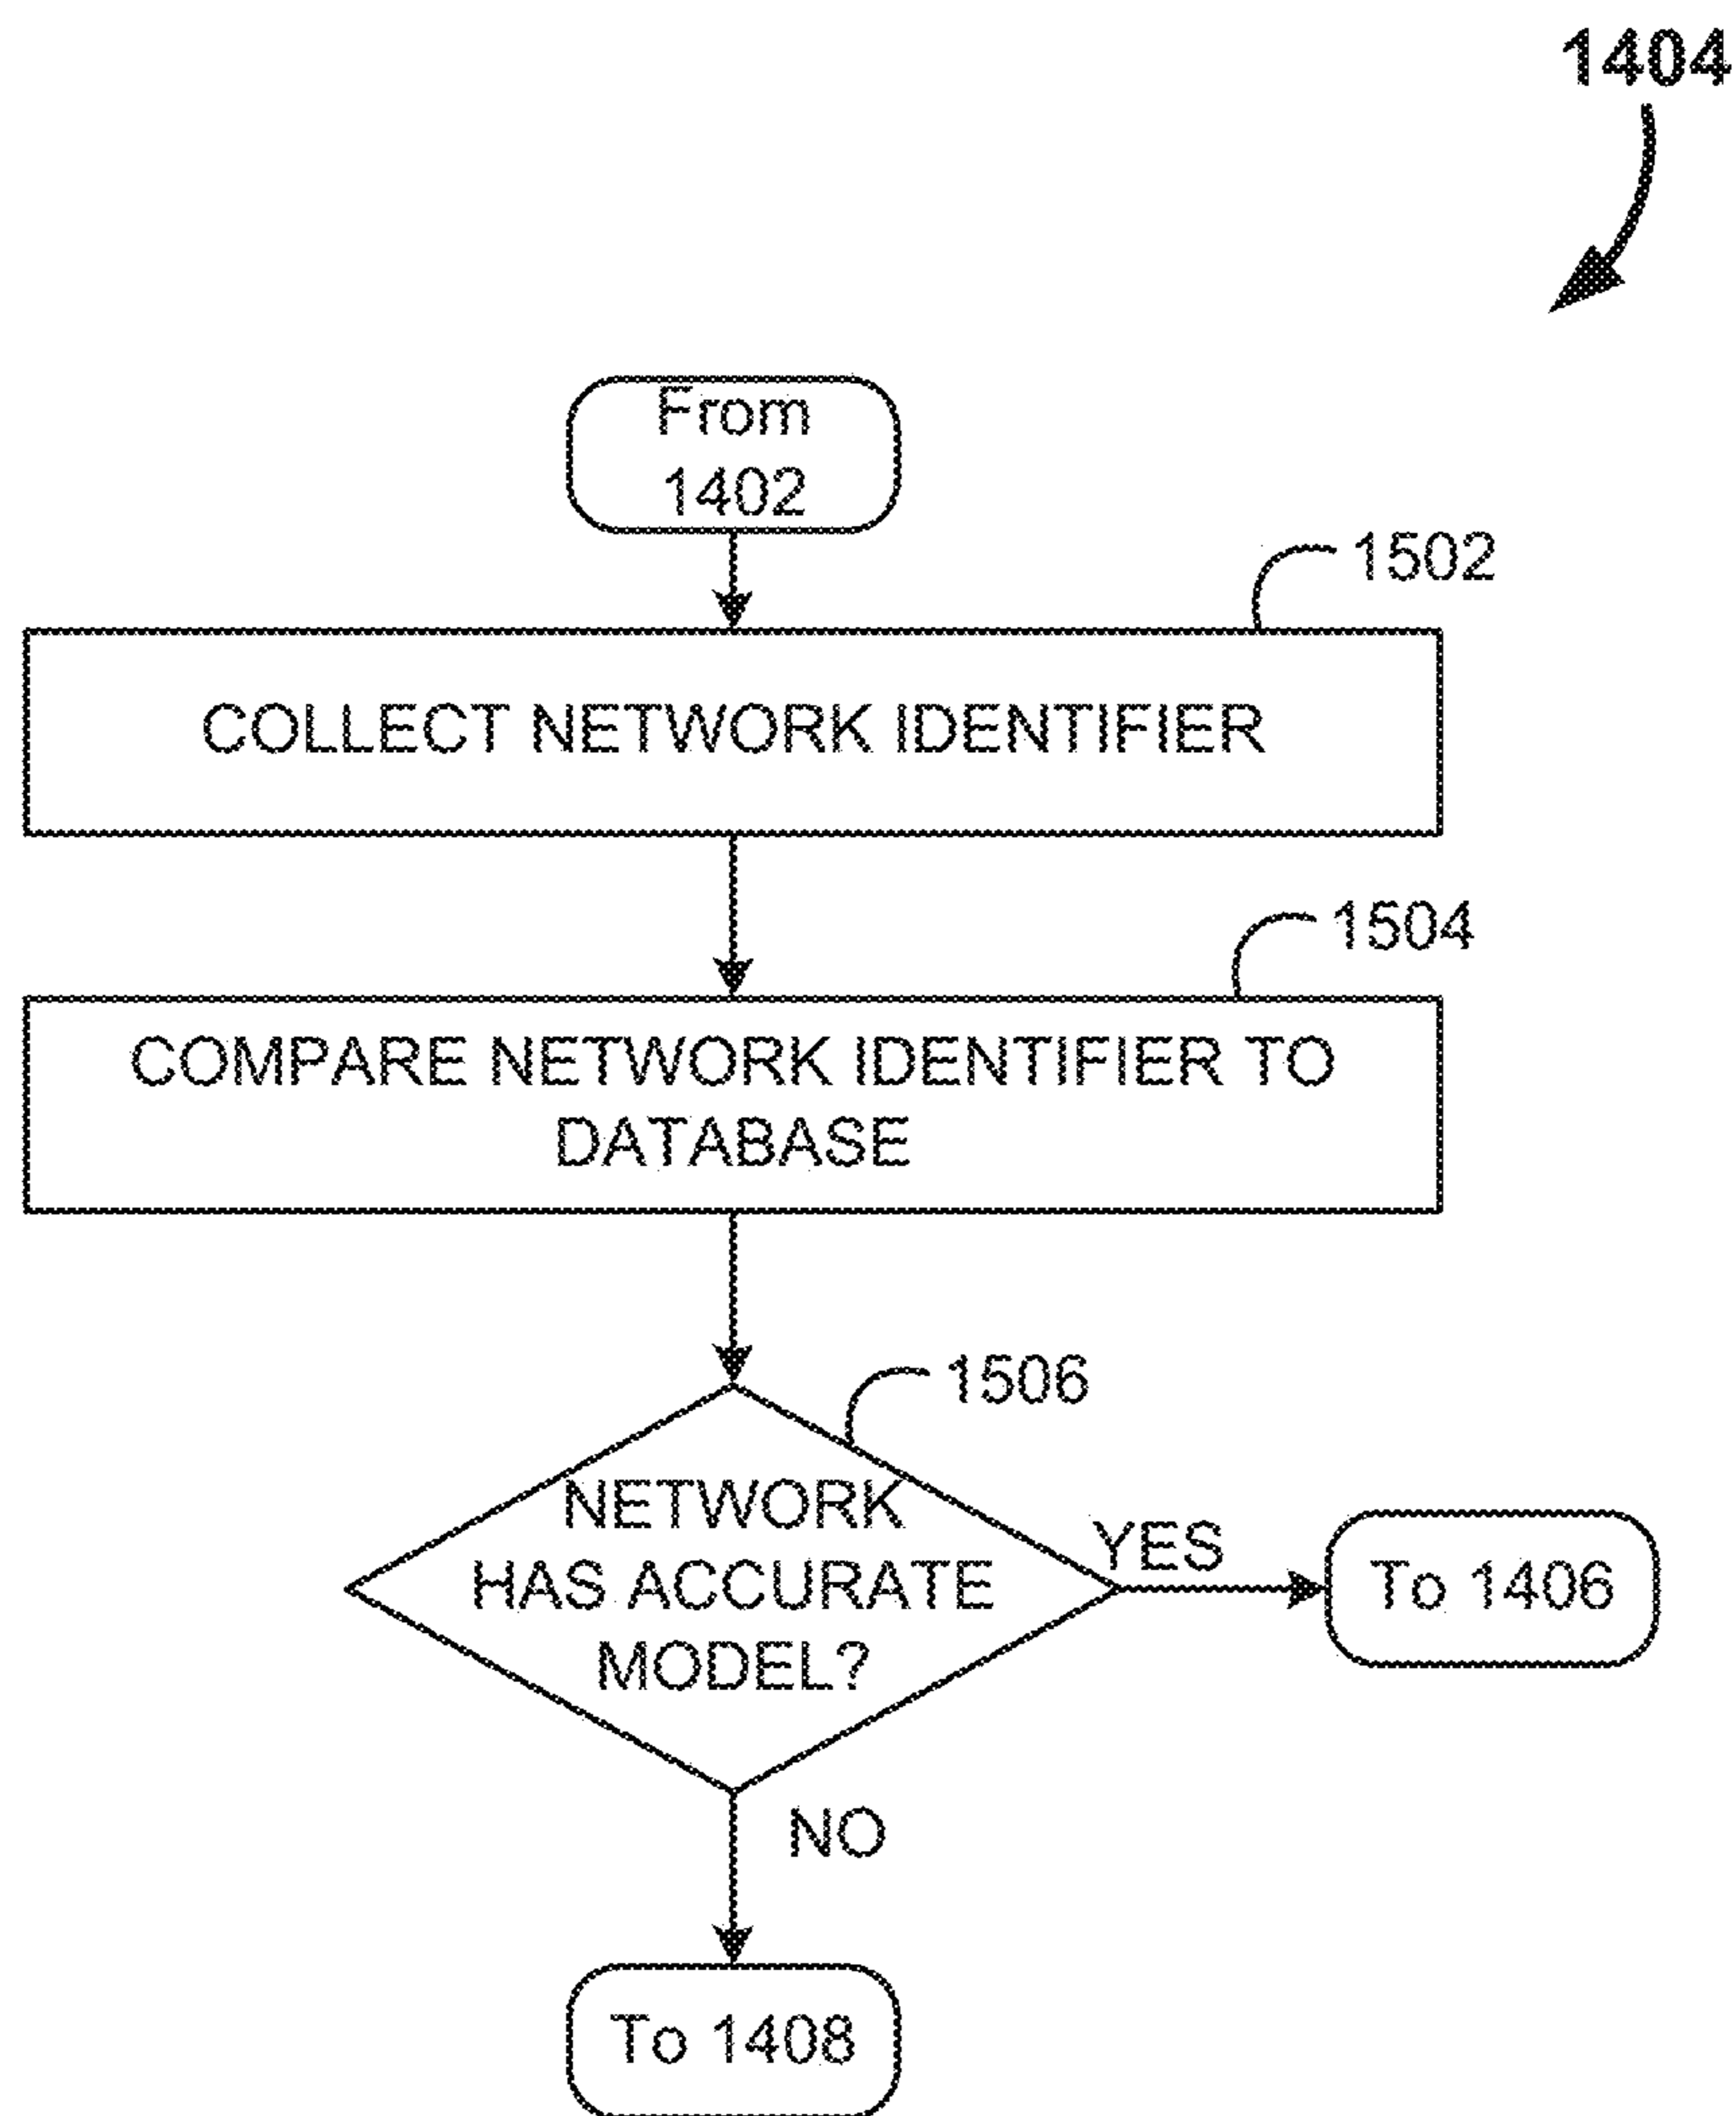 1404
From
1402
1502
COLLECT NETWORK IDENTIFIER
1504
COMPARE NETWORK IDENTIFIER TO
DATABASE
1506
NETWORK
HAS ACCURATE
MODEL?
YES
To 1406
NO
To 1408